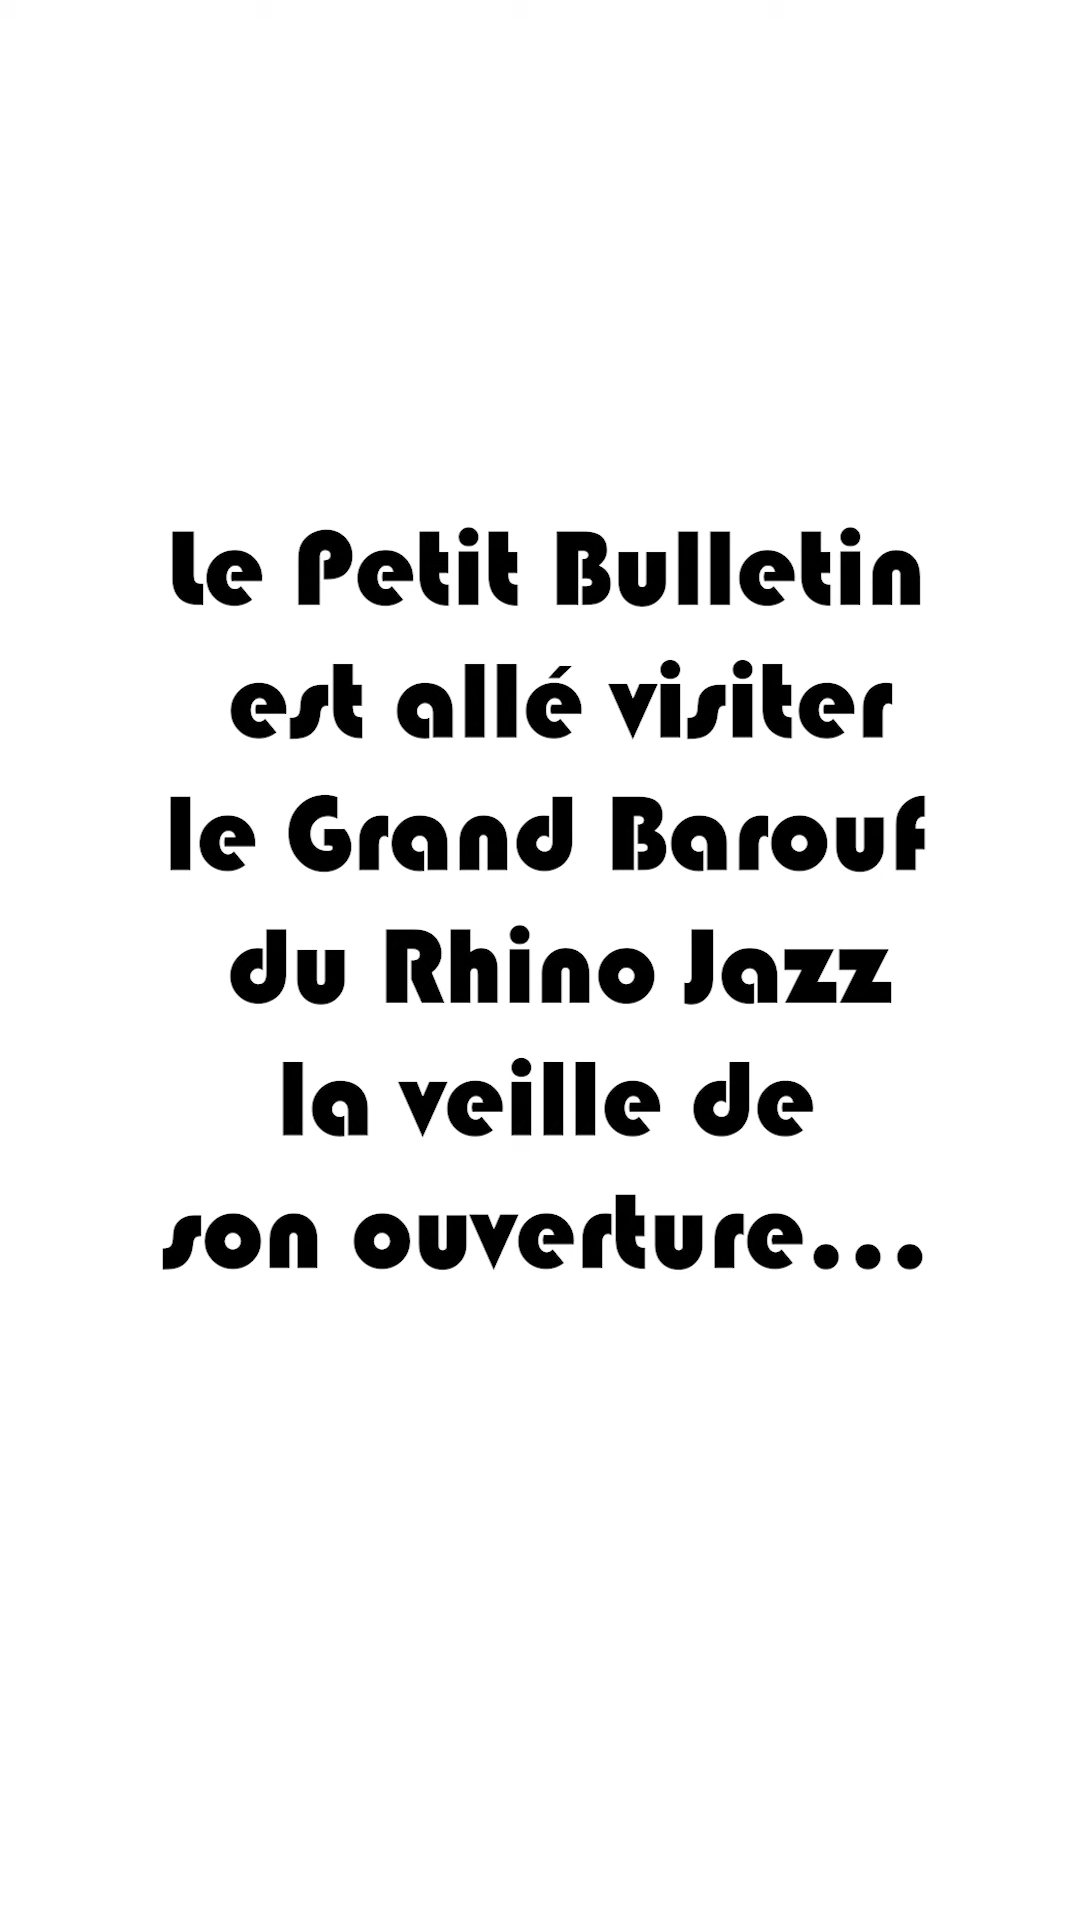 Le Petit Bulletin
est allé visiter
le Grand Barouf
du Rhino Jazz
la veille de
son ouverture...